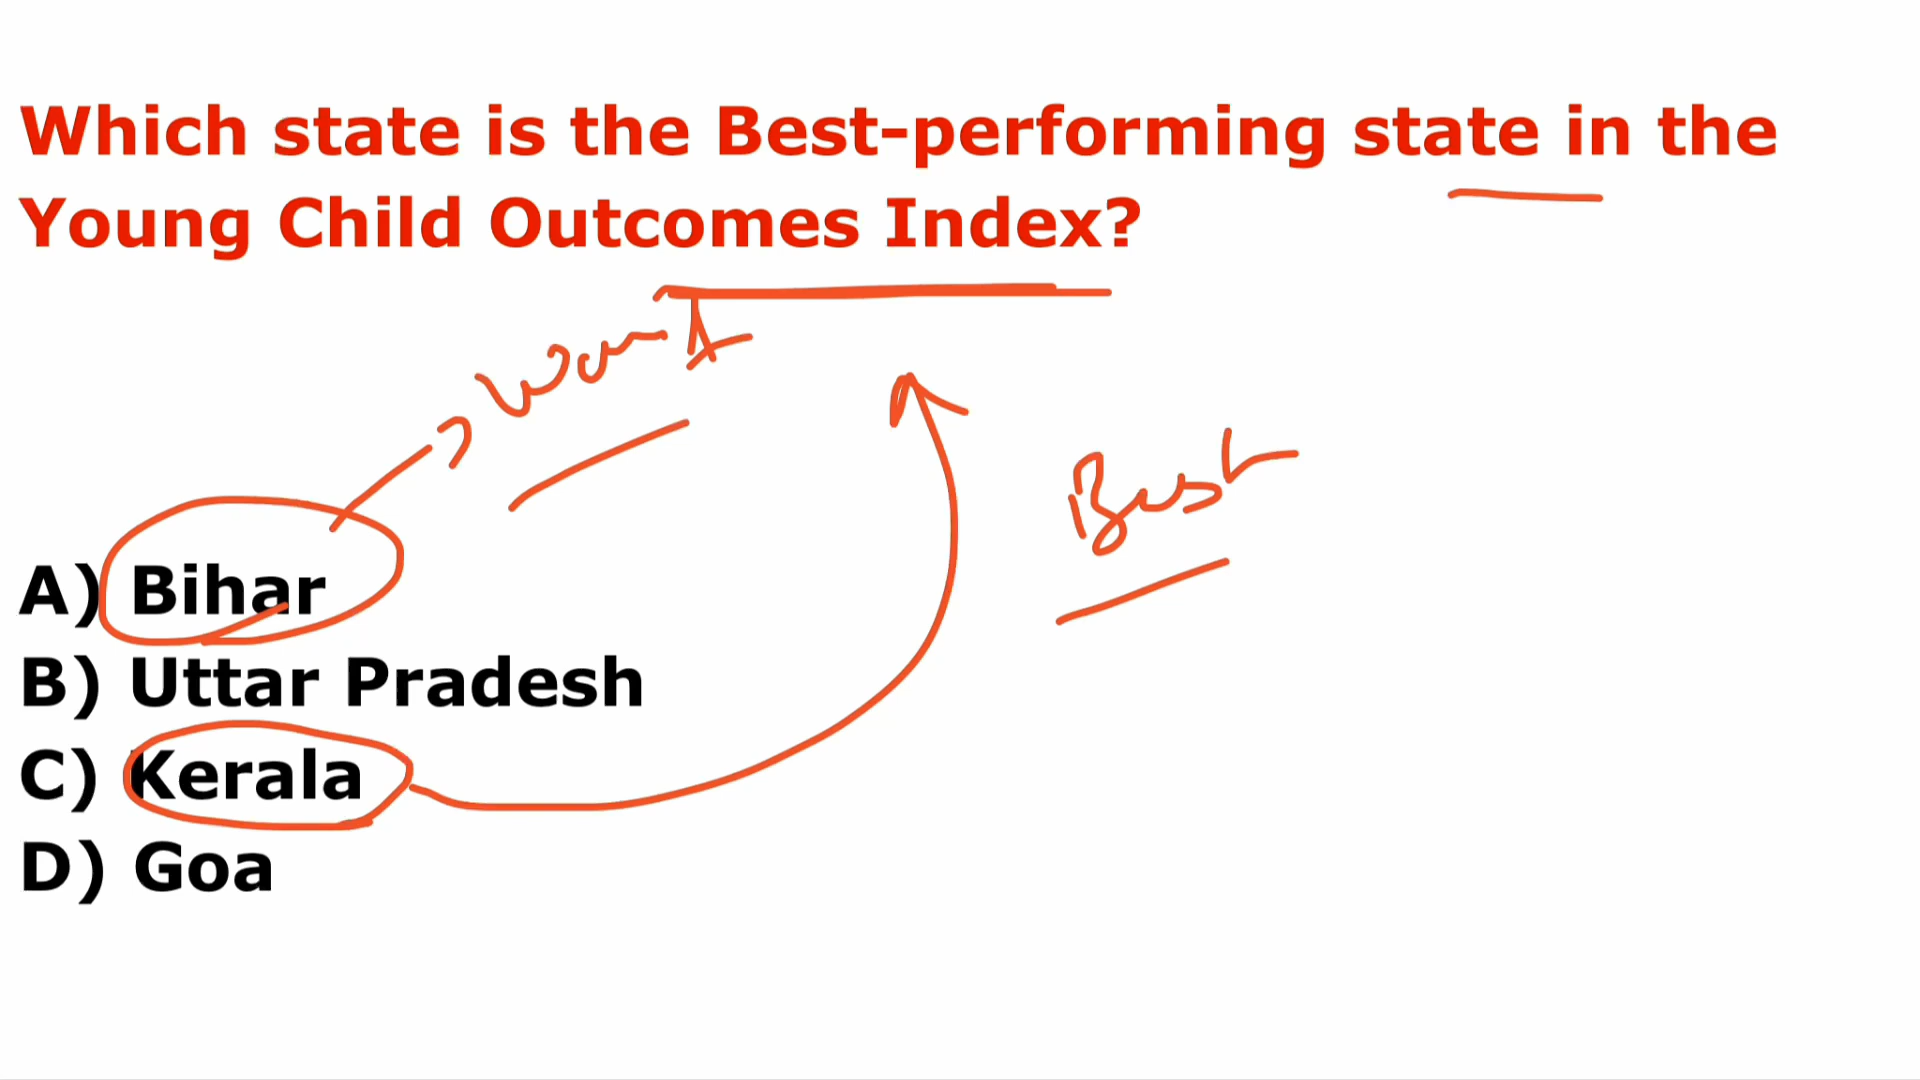 Which state is the Best-performing state in the
Young Child Outcomes Index?
Worst
Best
A) Bihar
B) Uttar Pradesh
C) Kerala
D) Goa